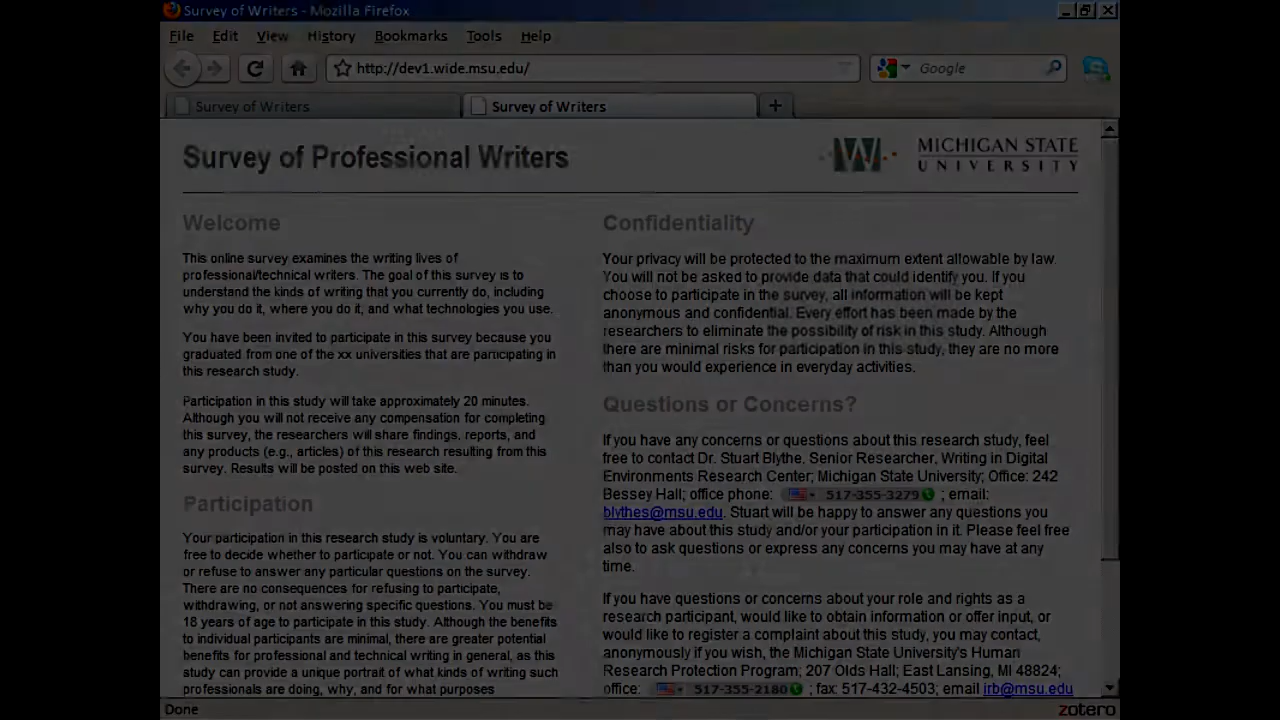 Survey of Writers - Mozilla Firefox
File Edit View History Bookmarks Tools Help
http://dev1.wide.msu.edu/
Google
Survey of Writers
Survey of Writers
Survey of Professional Writers
W
MICHIGAN STATE
UNIVERSITY
Welcome
This online survey examines the writing lives of
professional/technical writers. The goal of this survey is to
understand the kinds of writing that you currently do, including
why you do it, where you do it, and what technologies you use.
You have been invited to participate in this survey because you
graduated from one of the xx universities that are participating in
this research study.
Participation in this study will take approximately 20 minutes.
Although you will not receive any compensation for completing
this survey, the researchers will share findings, reports, and
any products (e.g., articles) of this research resulting from this
survey. Results will be posted on this web site.
Participation
Your participation in this research study is voluntary. You are
free to decide whether to participate or not. You can withdraw
or refuse to answer any particular questions on the survey.
There are no consequences for refusing to participate,
withdrawing, or not answering specific questions. You must be
18 years of age to participate in this study. Although the benefits
to individual participants are minimal, there are greater potential
benefits for professional and technical writing in general, as this
study can provide a unique portrait of what kinds of writing such
professionals are doing, why, and for what purposes
Confidentiality
Your privacy will be protected to the maximum extent allowable by law.
You will not be asked to provide data that could identify you. If you
choose to participate in the survey, all information will be kept
anonymous and confidential. Every effort has been made by the
researchers to eliminate the possibility of risk in this study. Although
there are minimal risks for participation in this study, they are no more
than you would experience in everyday activities.
Questions or Concerns?
If you have any concerns or questions about this research study, feel
free to contact Dr. Stuart Blythe, Senior Researcher, Writing in Digital
Environments Research Center; Michigan State University; Office: 242
Bessey Hall; office phone: 517-355-3279 ; email:
blythes@msu.edu. Stuart will be happy to answer any questions you
may have about this study and/or your participation in it. Please feel free
also to ask questions or express any concerns you may have at any
time.
If you have questions or concerns about your role and rights as a
research participant, would like to obtain information or offer input, or
would like to register a complaint about this study, you may contact,
anonymously if you wish, the Michigan State University's Human
Research Protection Program; 207 Olds Hall; East Lansing, MI 48824;
office: 517-355-2180 ; fax: 517-432-4503; email irb@msu.edu
Done
zotero